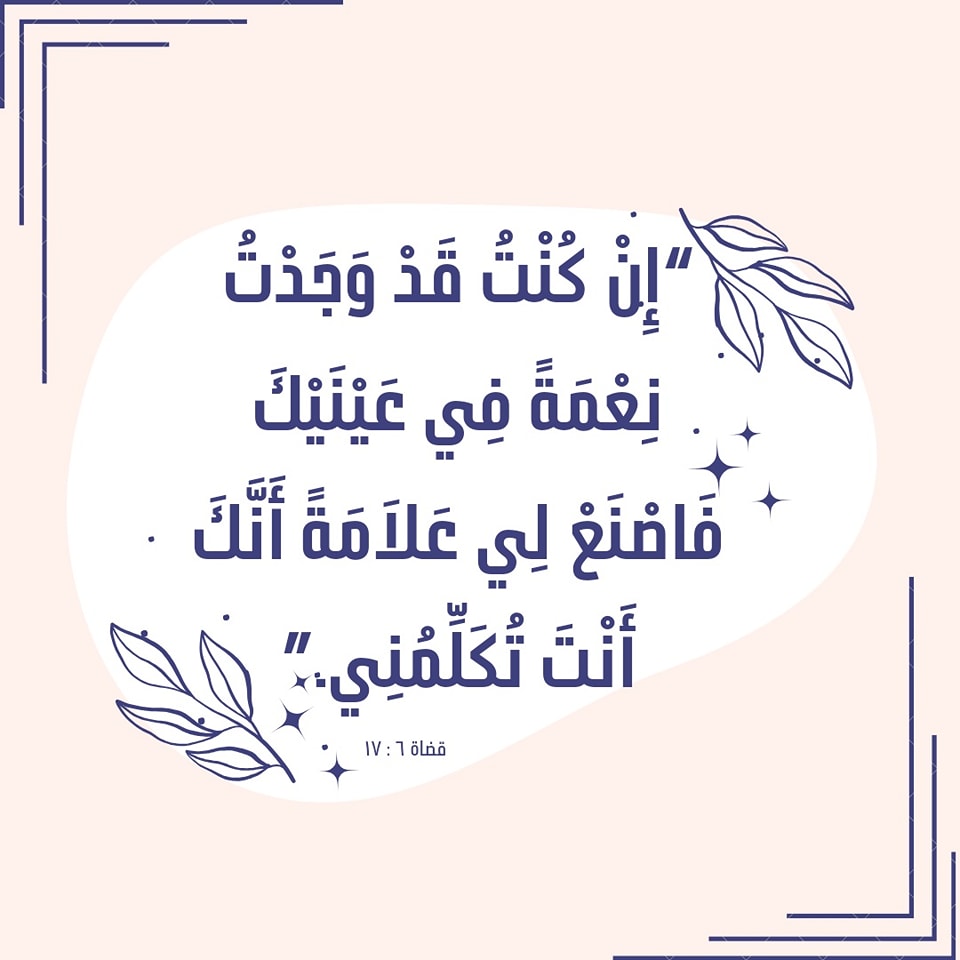 “إِنْ كُنْتُ قَدْ وَجَدْتُ
نِعْمَةً فِي عَيْنَيْكَ
فَاصْنَعْ لِي عَلاَمَةً أَنَّكَ
أَنْتَ تُكَلِّمُنِي.”
قضاة ٦ : ١٧